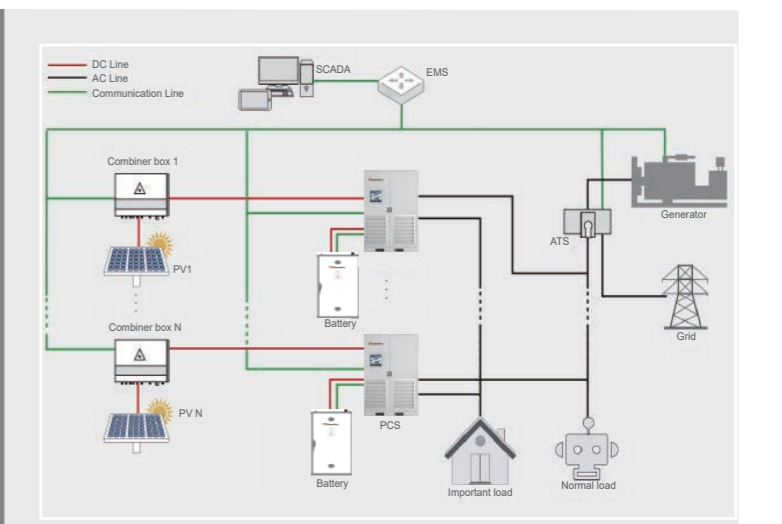 DC Line
AC Line
Communication Line
SCADA
EMS
Combiner box 1
PV1
Battery
Generator
ATS
Grid
Combiner box N
PV N
Battery
PCS
Important load
Normal load